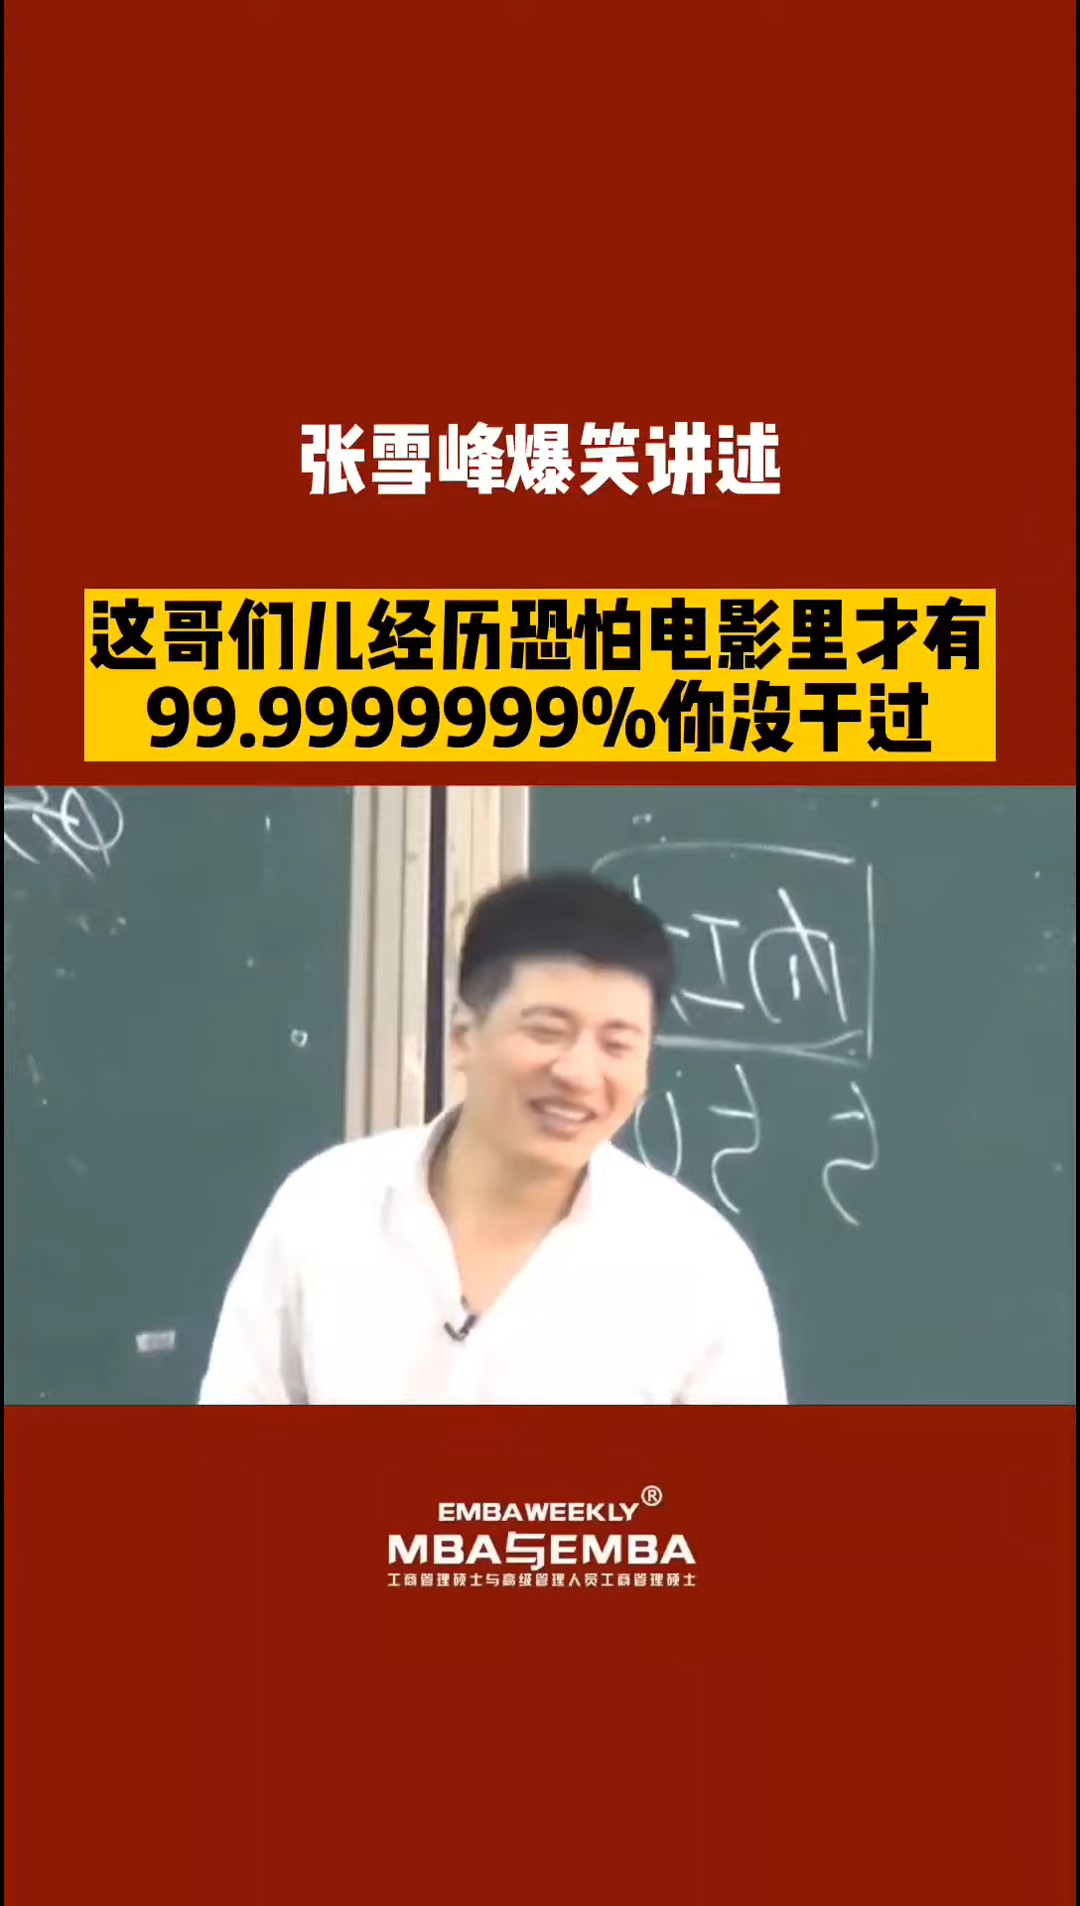 张雪峰爆笑讲述
这哥们儿经历恐怕电影里才有
99.9999999%你没干过
EMBAWEEKLY®
MBA与EMBA
工商管理硕士与高级管理人员工商管理硕士